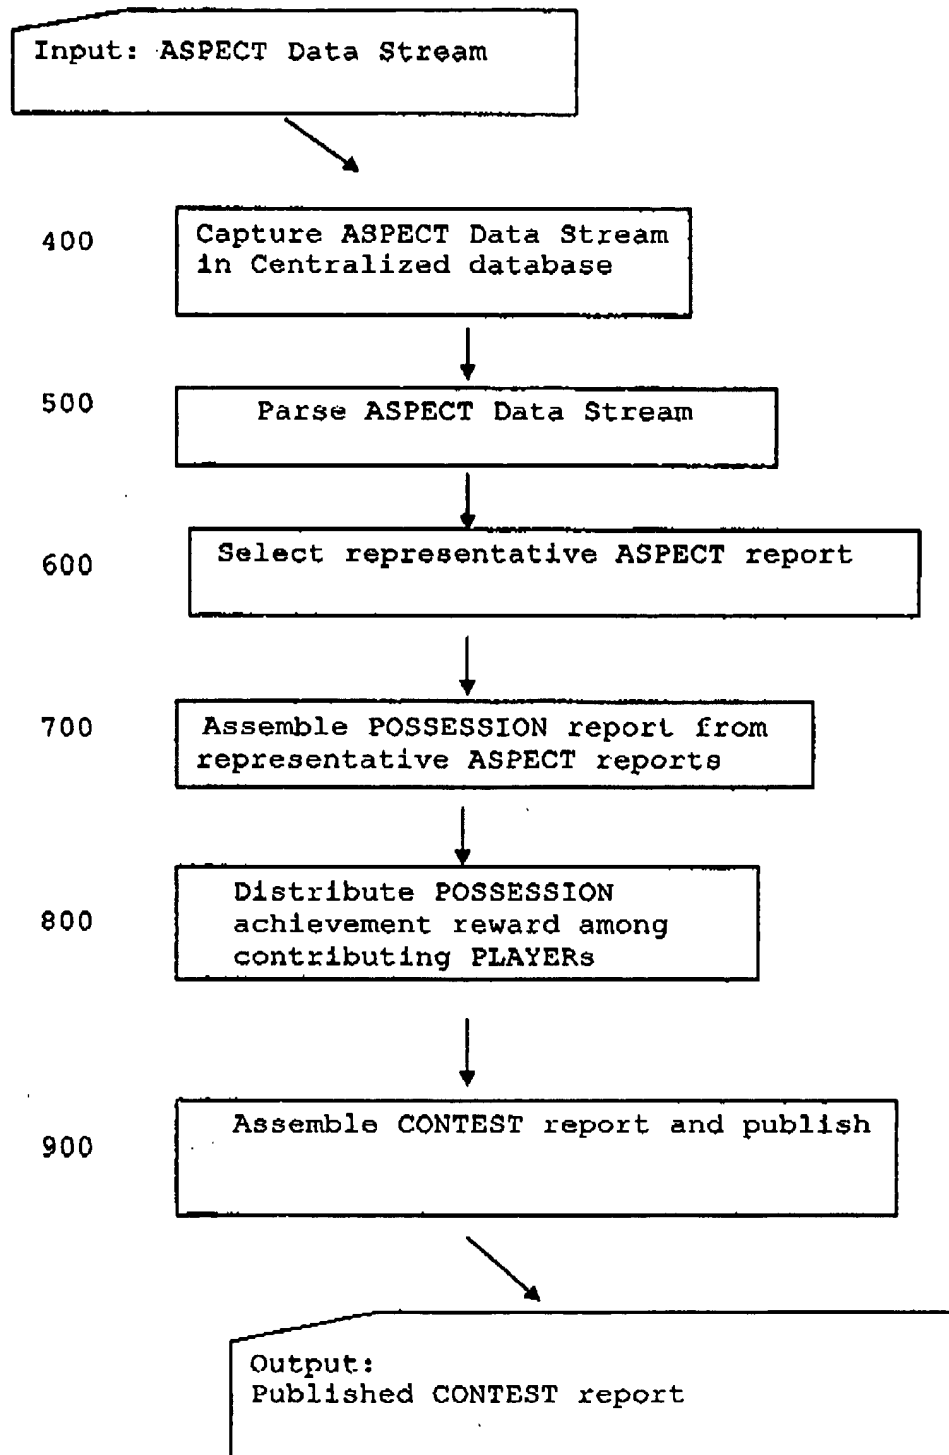 Input: ASPECT Data Stream
400
Capture ASPECT Data Stream
in Centralized database
500
Parse ASPECT Data Stream
600
Select representative ASPECT report
700
Assemble POSSESSION report from
representative ASPECT reports
800
Distribute POSSESSION
achievement reward among
contributing PLAYERs
900
Assemble CONTEST report and publish
Output:
Published CONTEST report